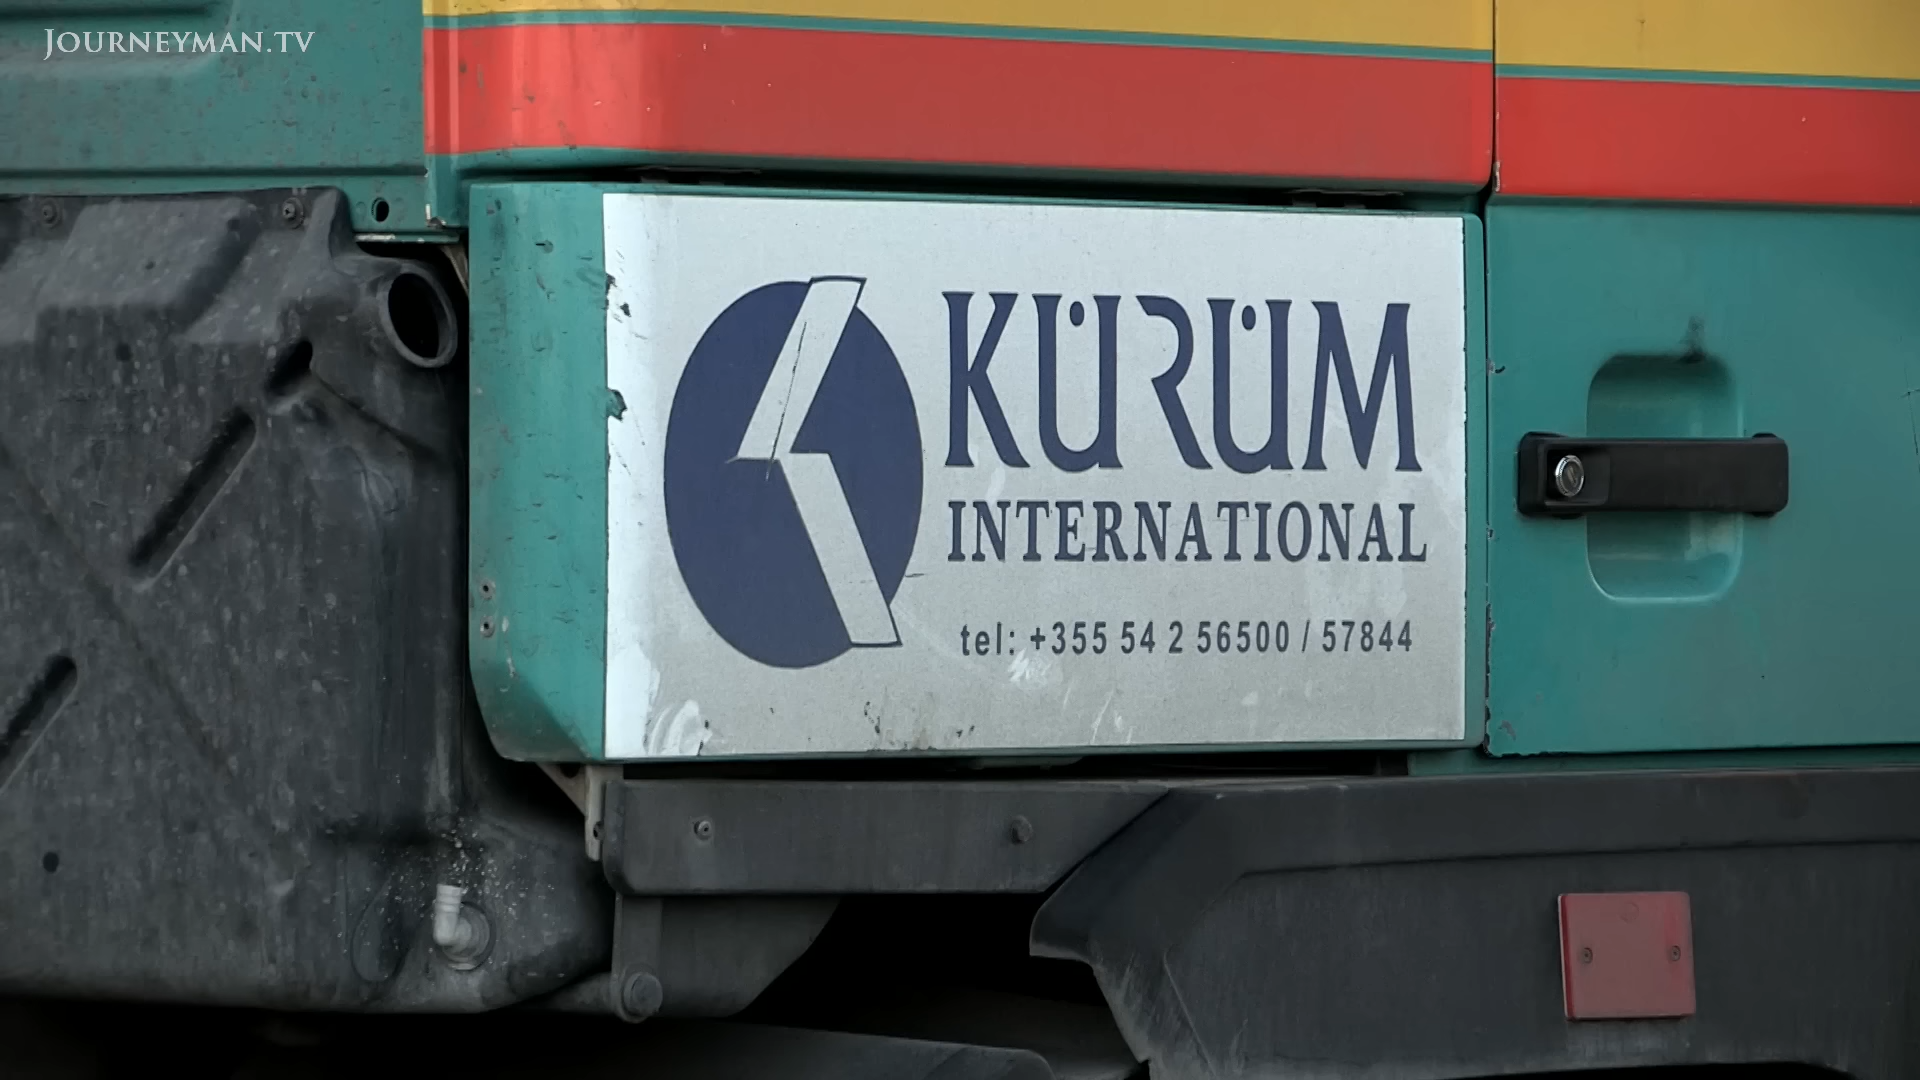 JOURNEYMAN.TV
KÜRÜM
INTERNATIONAL
tel: +355 54 2 56500 / 57844